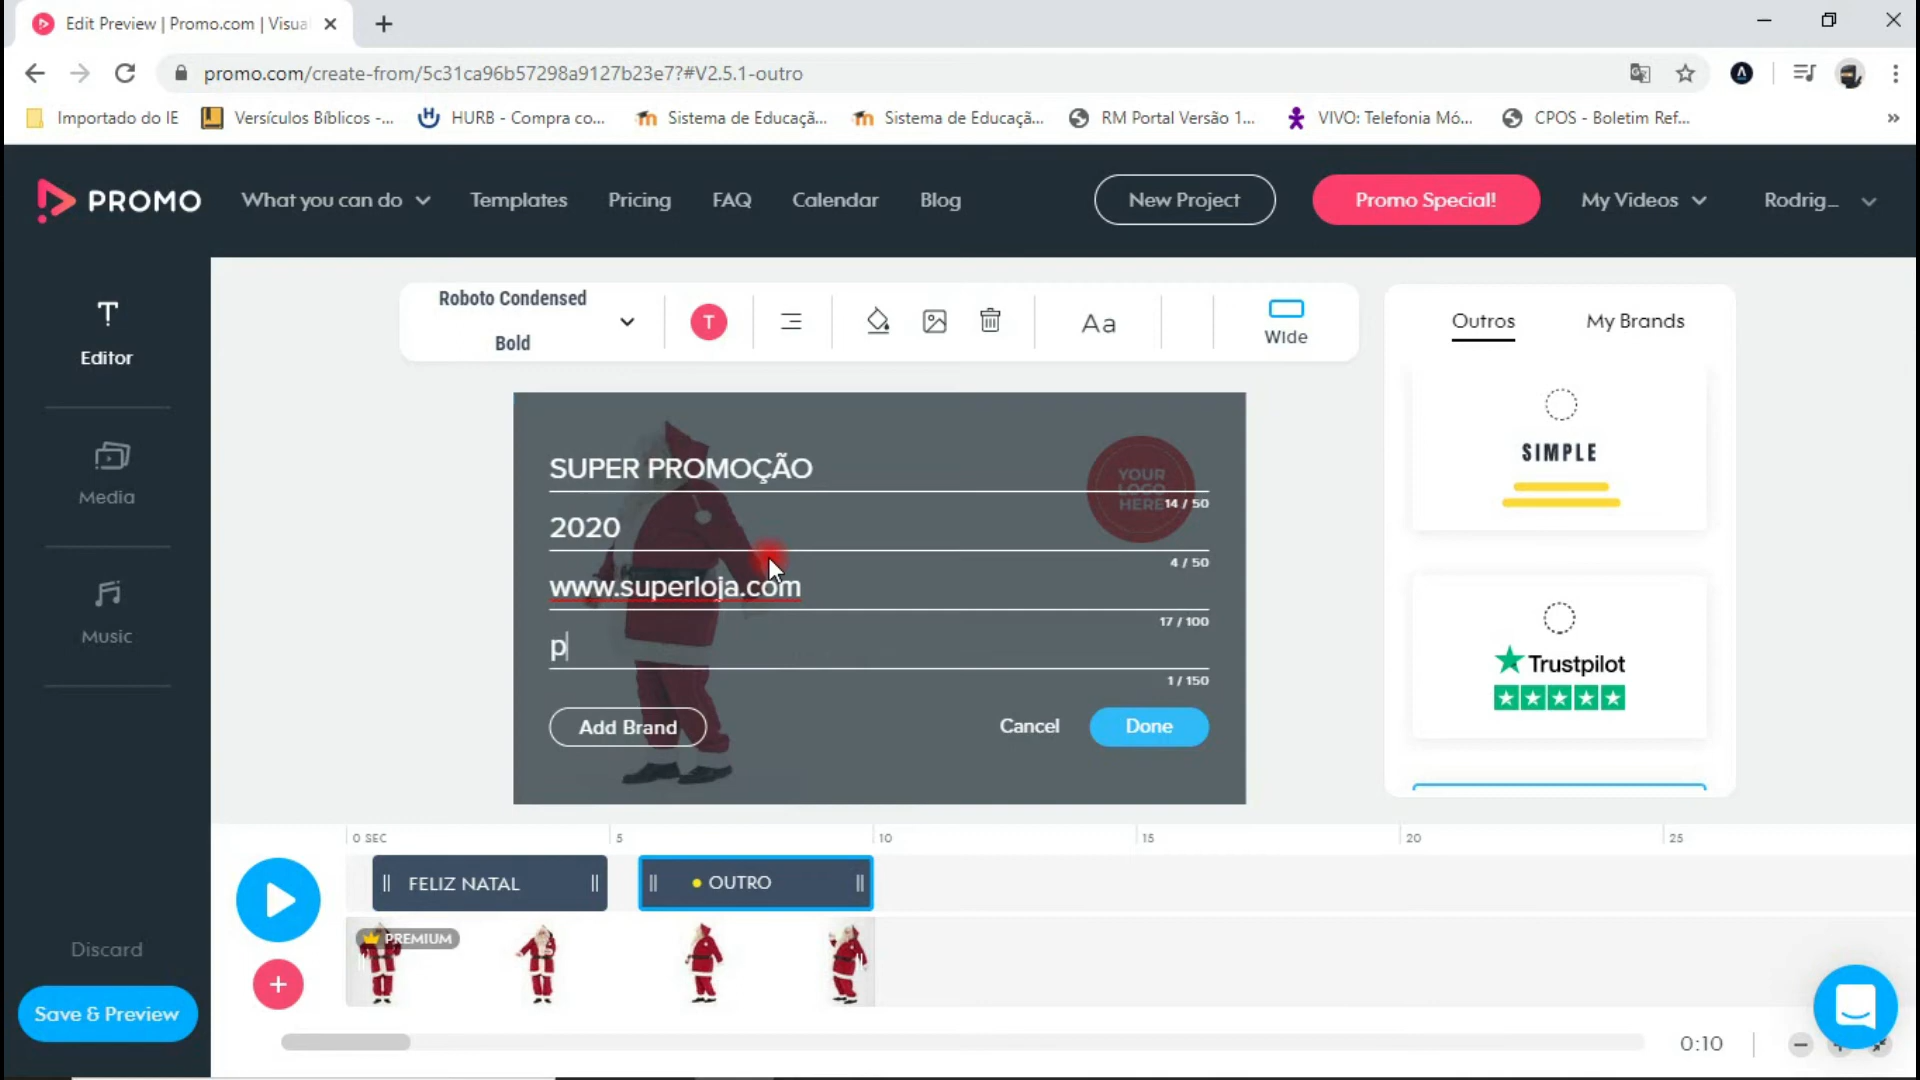 Edit Preview | Promo.com | Visua
promo.com/create-from/5c31ca96b57298a9127b23e7?#V2.5.1-outro
Importado do IE
Versículos Bíblicos -...
HURB - Compra co...
Sistema de Educaçã...
Sistema de Educaçã...
RM Portal Versão 1...
VIVO: Telefonia Mó...
CPOS - Boletim Ref...
PROMO
What you can do
Templates
Pricing
FAQ
Calendar
Blog
New Project
Promo Special!
My Videos
Rodrig_
T
Editor
Media
Music
Discard
Save & Preview
Roboto Condensed
Bold
T
Aa
Wide
Outros
My Brands
SIMPLE
Trustpilot
SUPER PROMOÇÃO
YOUR
LOGO
HERE
14 / 50
2020
4 / 50
www.superloja.com
17 / 100
p
1 / 150
Add Brand
Cancel
Done
0 SEC
5
10
15
20
25
FELIZ NATAL
OUTRO
PREMIUM
0:10